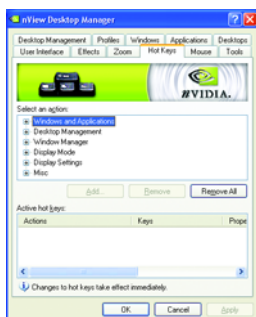 nView Desktop Manager
Desktop Management Profiles Windows Applications Desktops
User Interface Effects Zoom Hot Keys Mouse Tools
NVIDIA.
Select an action:
Windows and Applications
Desktop Management
Window Manager
Display Mode
Display Settings
Misc
Add... Remove Remove All
Active hot keys:
Actions Keys Prope
Changes to hot keys take effect immediately.
OK Cancel Apply